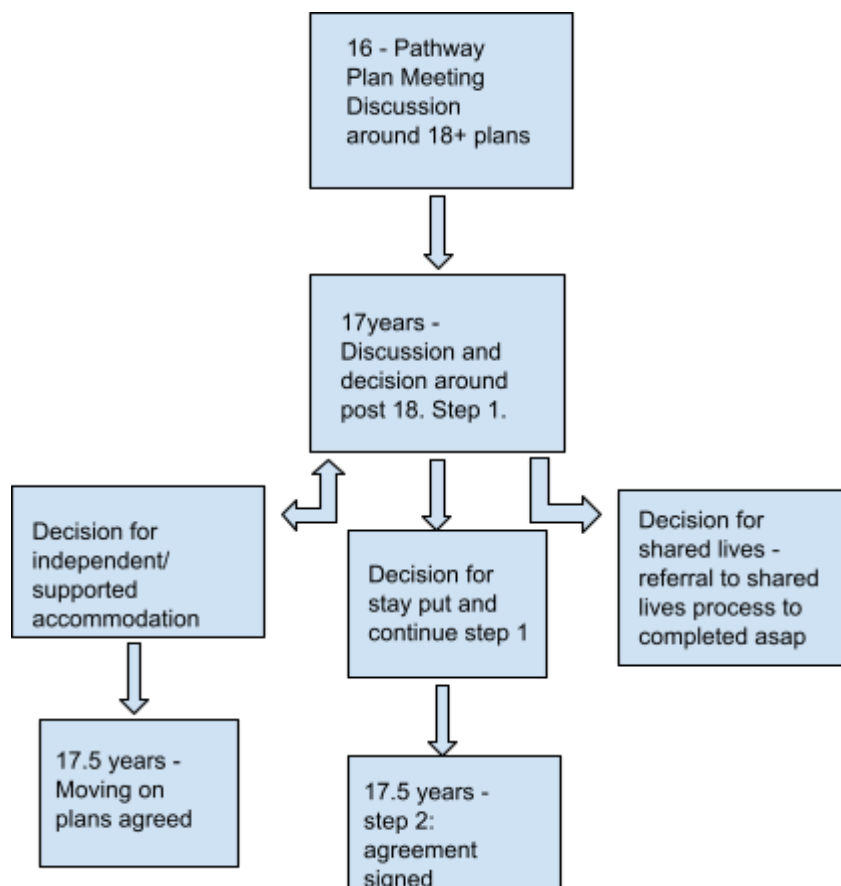 16 - Pathway
Plan Meeting
Discussion
around 18+ plans
17years -
Discussion and
decision around
post 18. Step 1.
Decision for
independent/
supported
accommodation
Decision for
stay put and
continue step 1
Decision for
shared lives -
referral to shared
lives process to
completed asap
17.5 years -
Moving on
plans agreed
17.5 years -
step 2:
agreement
signed